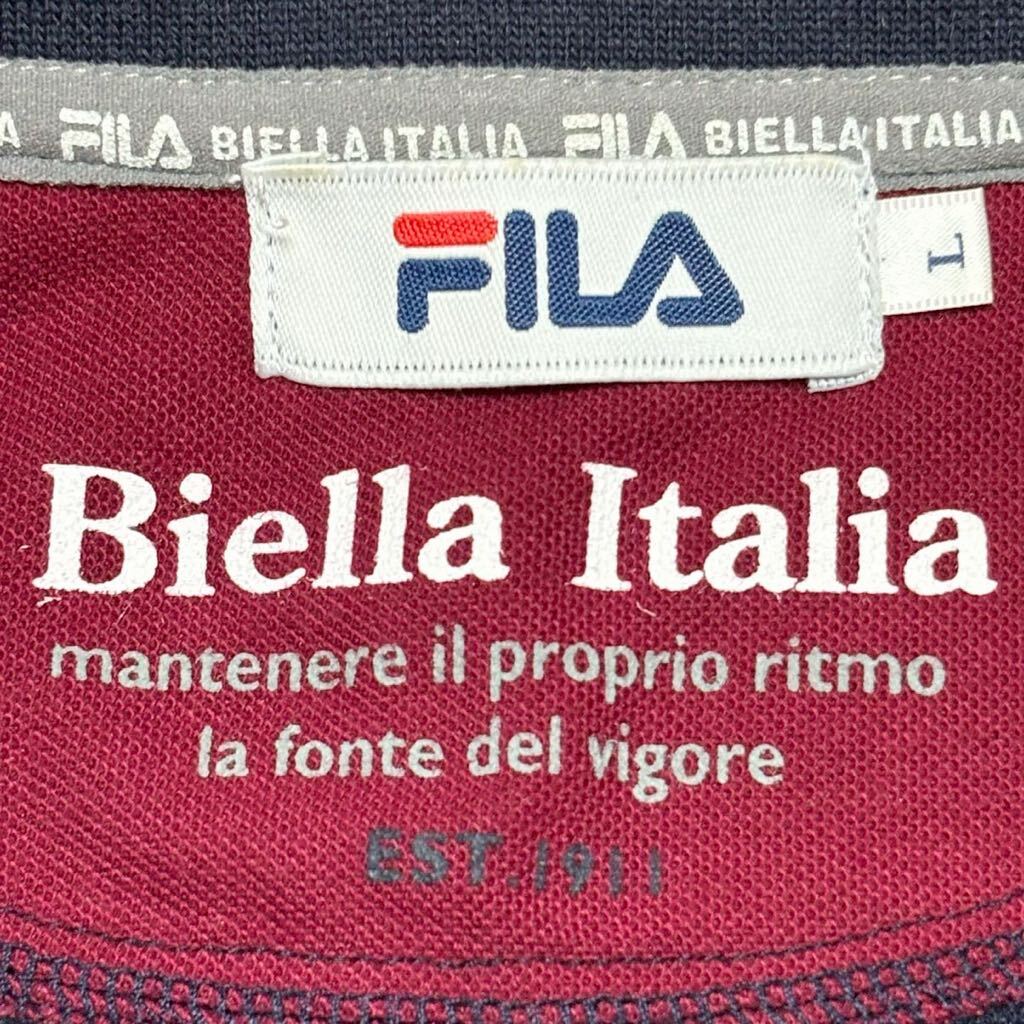 A FILA BIELLA ITALIA FILA BIELLA ITALIA
FILA
L
Biella Italia
mantenere il proprio ritmo
la fonte del vigore
EST.1911